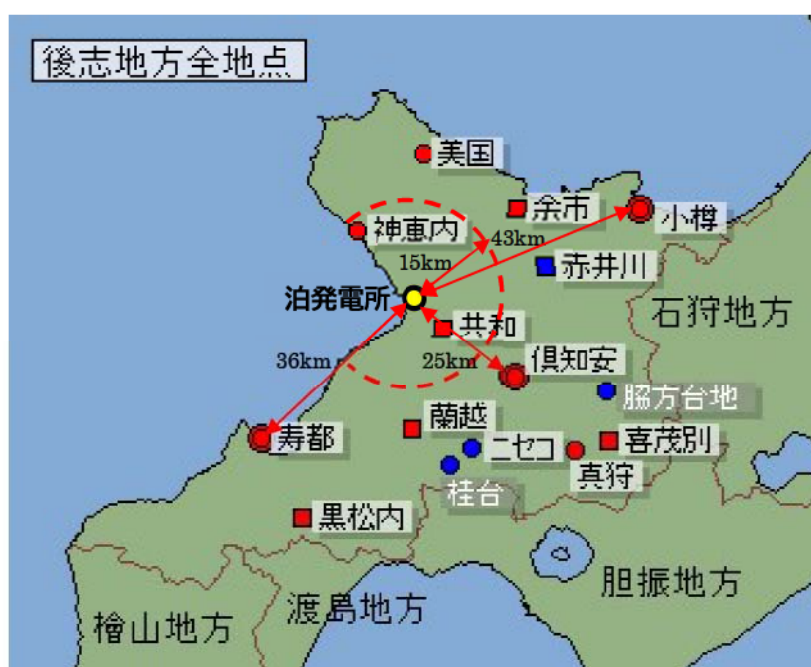 後志地方全地点
美国
余市
小樽
神恵内
43km
15km
赤井川
泊発電所
石狩地方
共和
36km
25km
倶知安
脇方台地
蘭越
寿都
ニセコ
喜茂別
真狩
桂台
黒松内
胆振地方
渡島地方
檜山地方